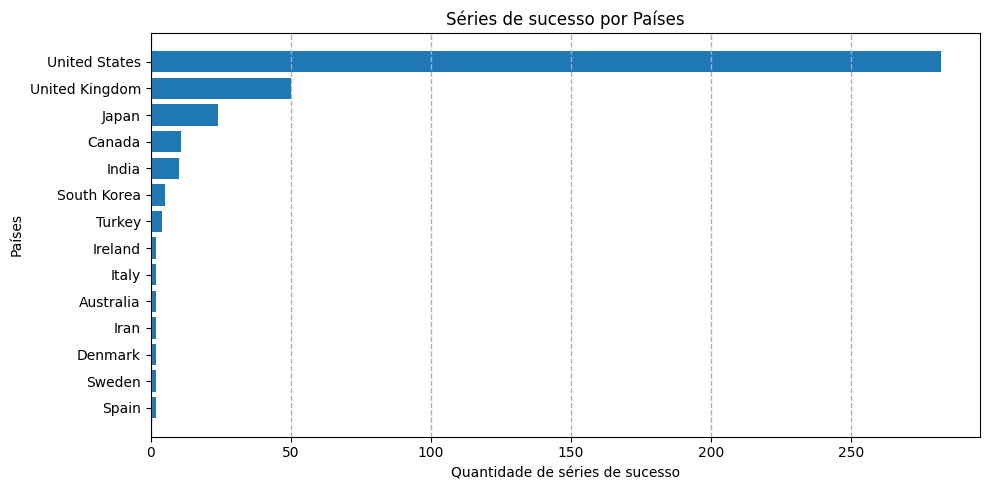 Séries de sucesso por Países
United States
United Kingdom
Japan
Canada
India
South Korea
Turkey
Ireland
Italy
Australia
Iran
Denmark
Sweden
Spain
Países
0 50 100 150 200 250
Quantidade de séries de sucesso